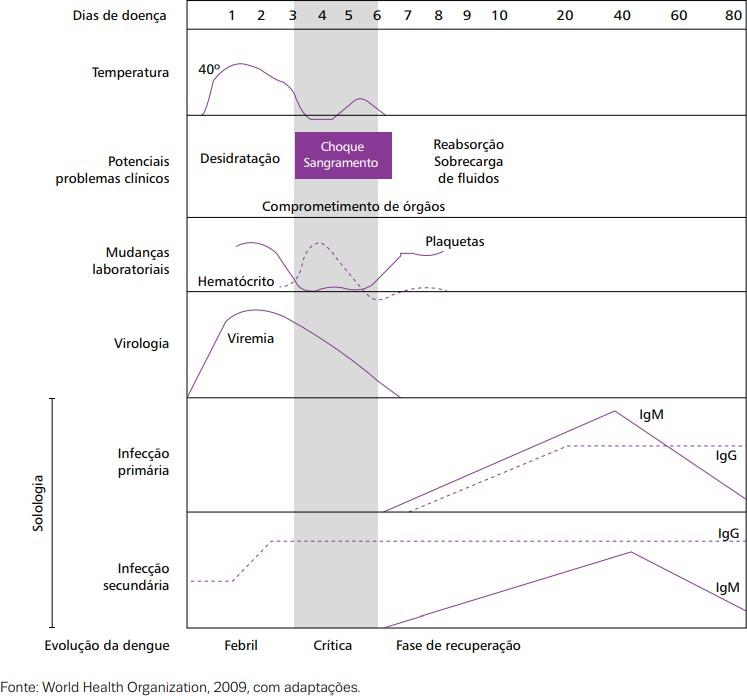 Dias de doença 1 2 3 4 5 6 7 8 9 10 20 40 60 80
Temperatura
40º
Potenciais
problemas clínicos
Desidratação
Choque
Sangramento
Reabsorção
Sobrecarga
de fluidos
Comprometimento de órgãos
Mudanças
laboratoriais
Plaquetas
Hematócrito
Virologia
Viremia
Solologia
Infecção
primária
IgM
IgG
Infecção
secundária
IgG
IgM
Evolução da dengue Febril Crítica Fase de recuperação
Fonte: World Health Organization, 2009, com adaptações.